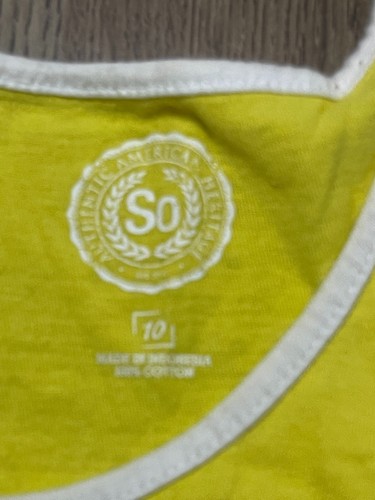 AUTHENTIC AMERICAN HERITAGE
So
10
MADE IN INDONESIA
100% COTTON